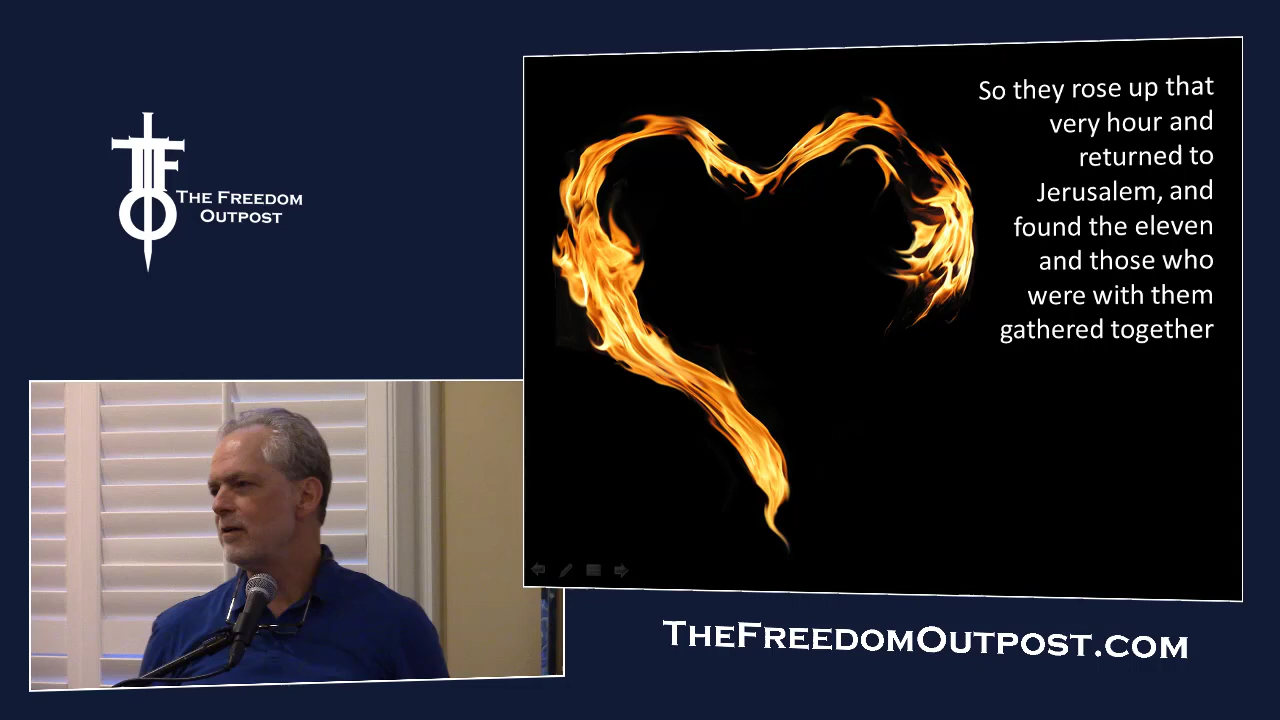 TF
O
THE FREEDOM
OUTPOST
So they rose up that
very hour and
returned to
Jerusalem, and
found the eleven
and those who
were with them
gathered together
THEFREEDOMOUTPOST.COM